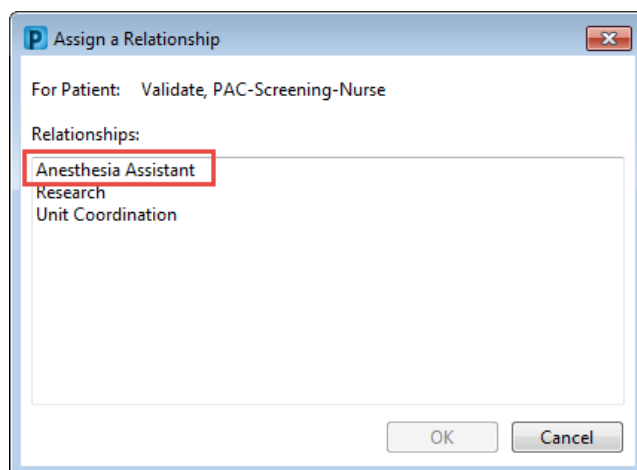 P Assign a Relationship
For Patient: Validate, PAC-Screening-Nurse
Relationships:
Anesthesia Assistant
Research
Unit Coordination
OK Cancel